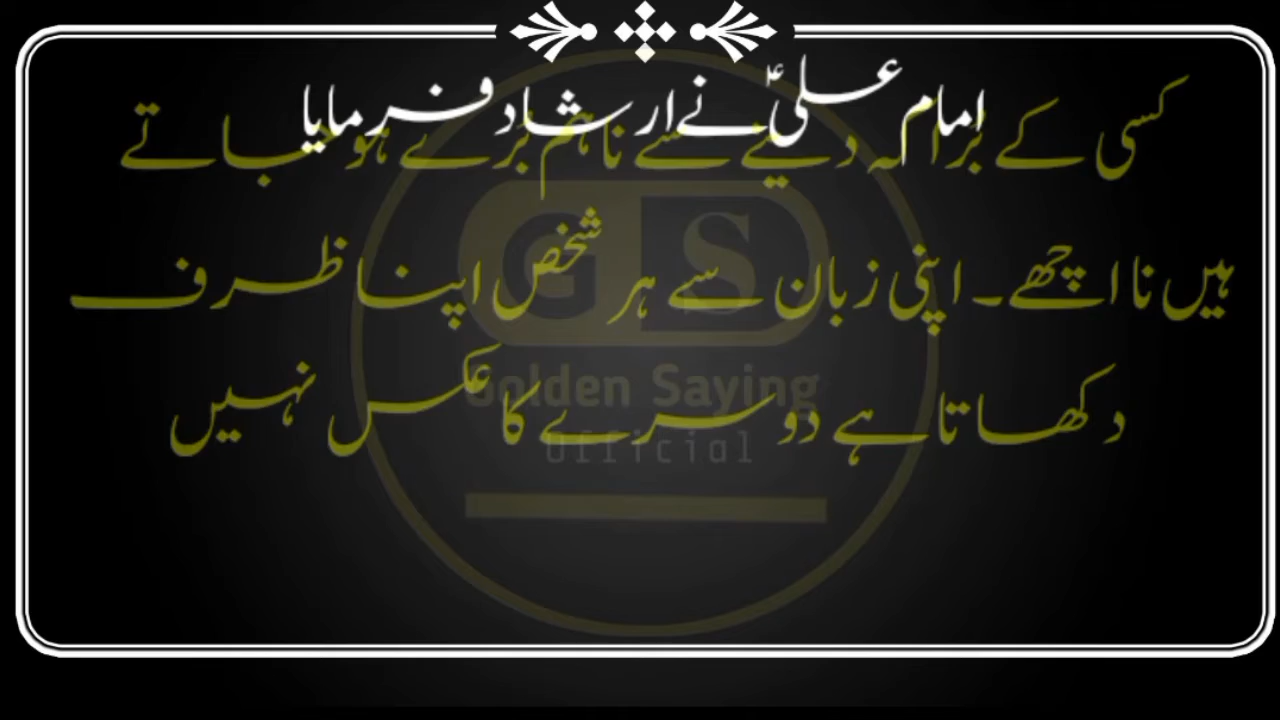 امام علیؑ نے ارشاد فرمایا
کسی کے برا کہہ دینے سے نا ہم برے ہو جاتے
ہیں نا اچھے۔ اپنی زبان سے ہر شخص اپنا ظرف
دکھاتا ہے دوسرے کا عکس نہیں
GS
Golden Saying
Official